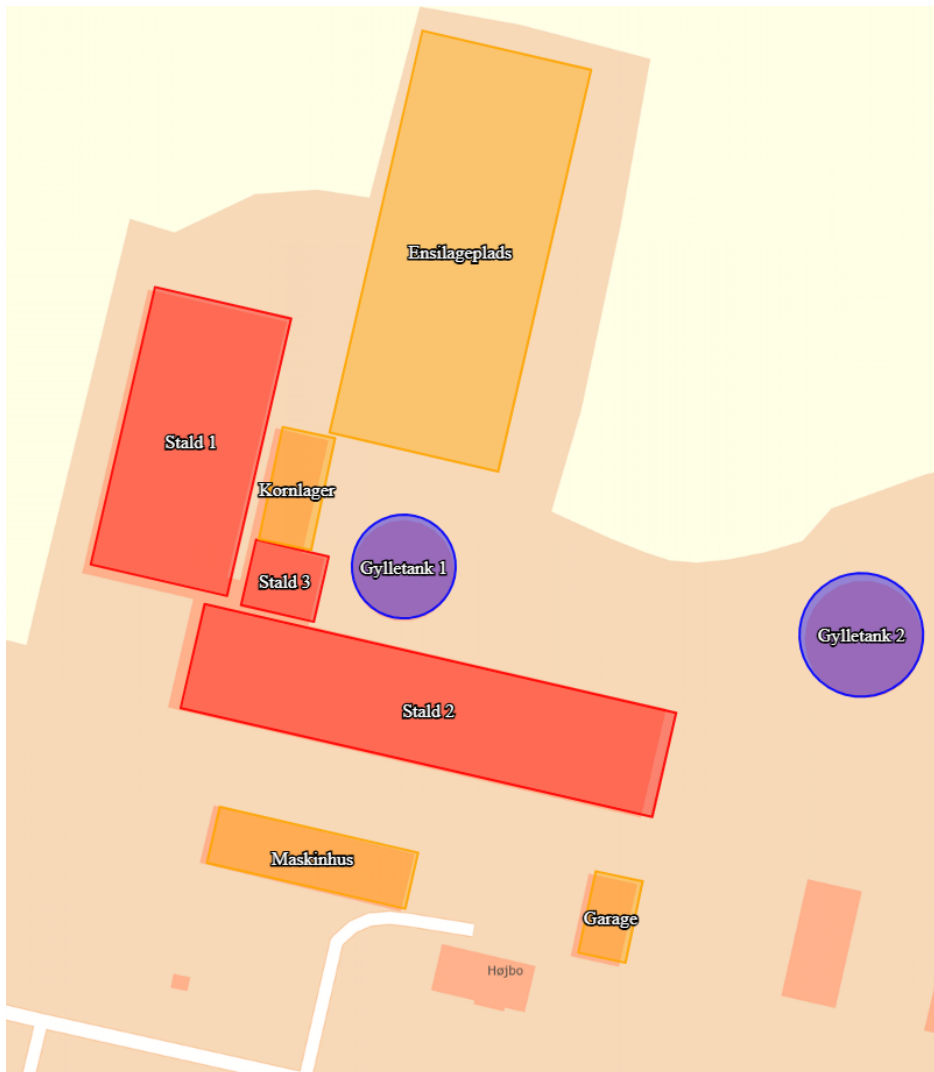 Ensilageplads
Stald 1
Kornlager
Stald 3
Gylletank 1
Gylletank 2
Stald 2
Maskinhus
Garage
Højbo